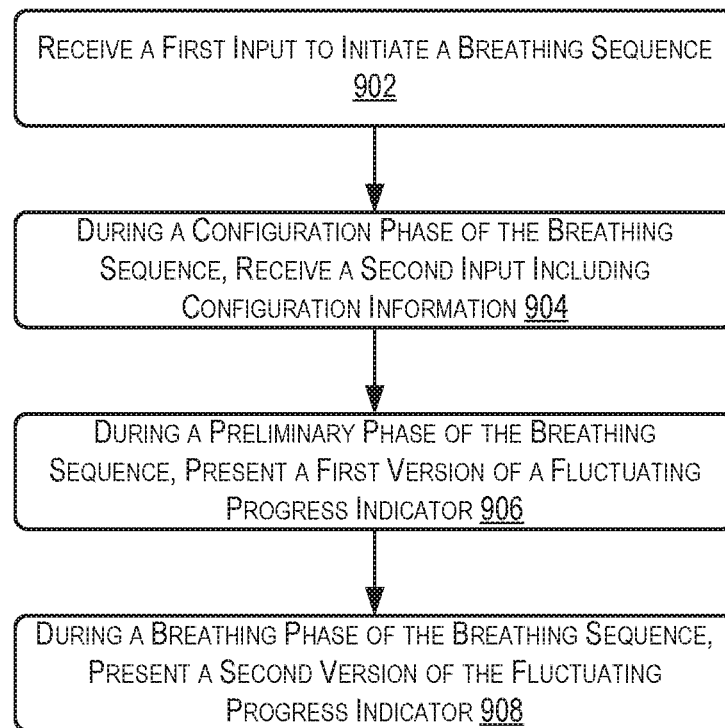 RECEIVE A FIRST INPUT TO INITIATE A BREATHING SEQUENCE
902
DURING A CONFIGURATION PHASE OF THE BREATHING
SEQUENCE, RECEIVE A SECOND INPUT INCLUDING
CONFIGURATION INFORMATION 904
DURING A PRELIMINARY PHASE OF THE BREATHING
SEQUENCE, PRESENT A FIRST VERSION OF A FLUCTUATING
PROGRESS INDICATOR 906
DURING A BREATHING PHASE OF THE BREATHING SEQUENCE,
PRESENT A SECOND VERSION OF THE FLUCTUATING
PROGRESS INDICATOR 908